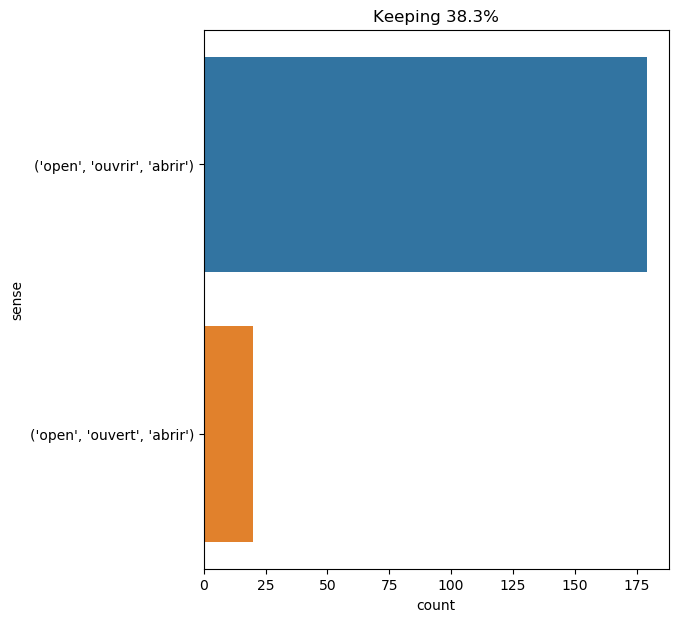 Keeping 38.3%
('open', 'ouvrir', 'abrir')
sense
('open', 'ouvert', 'abrir')
0 25 50 75 100 125 150 175
count